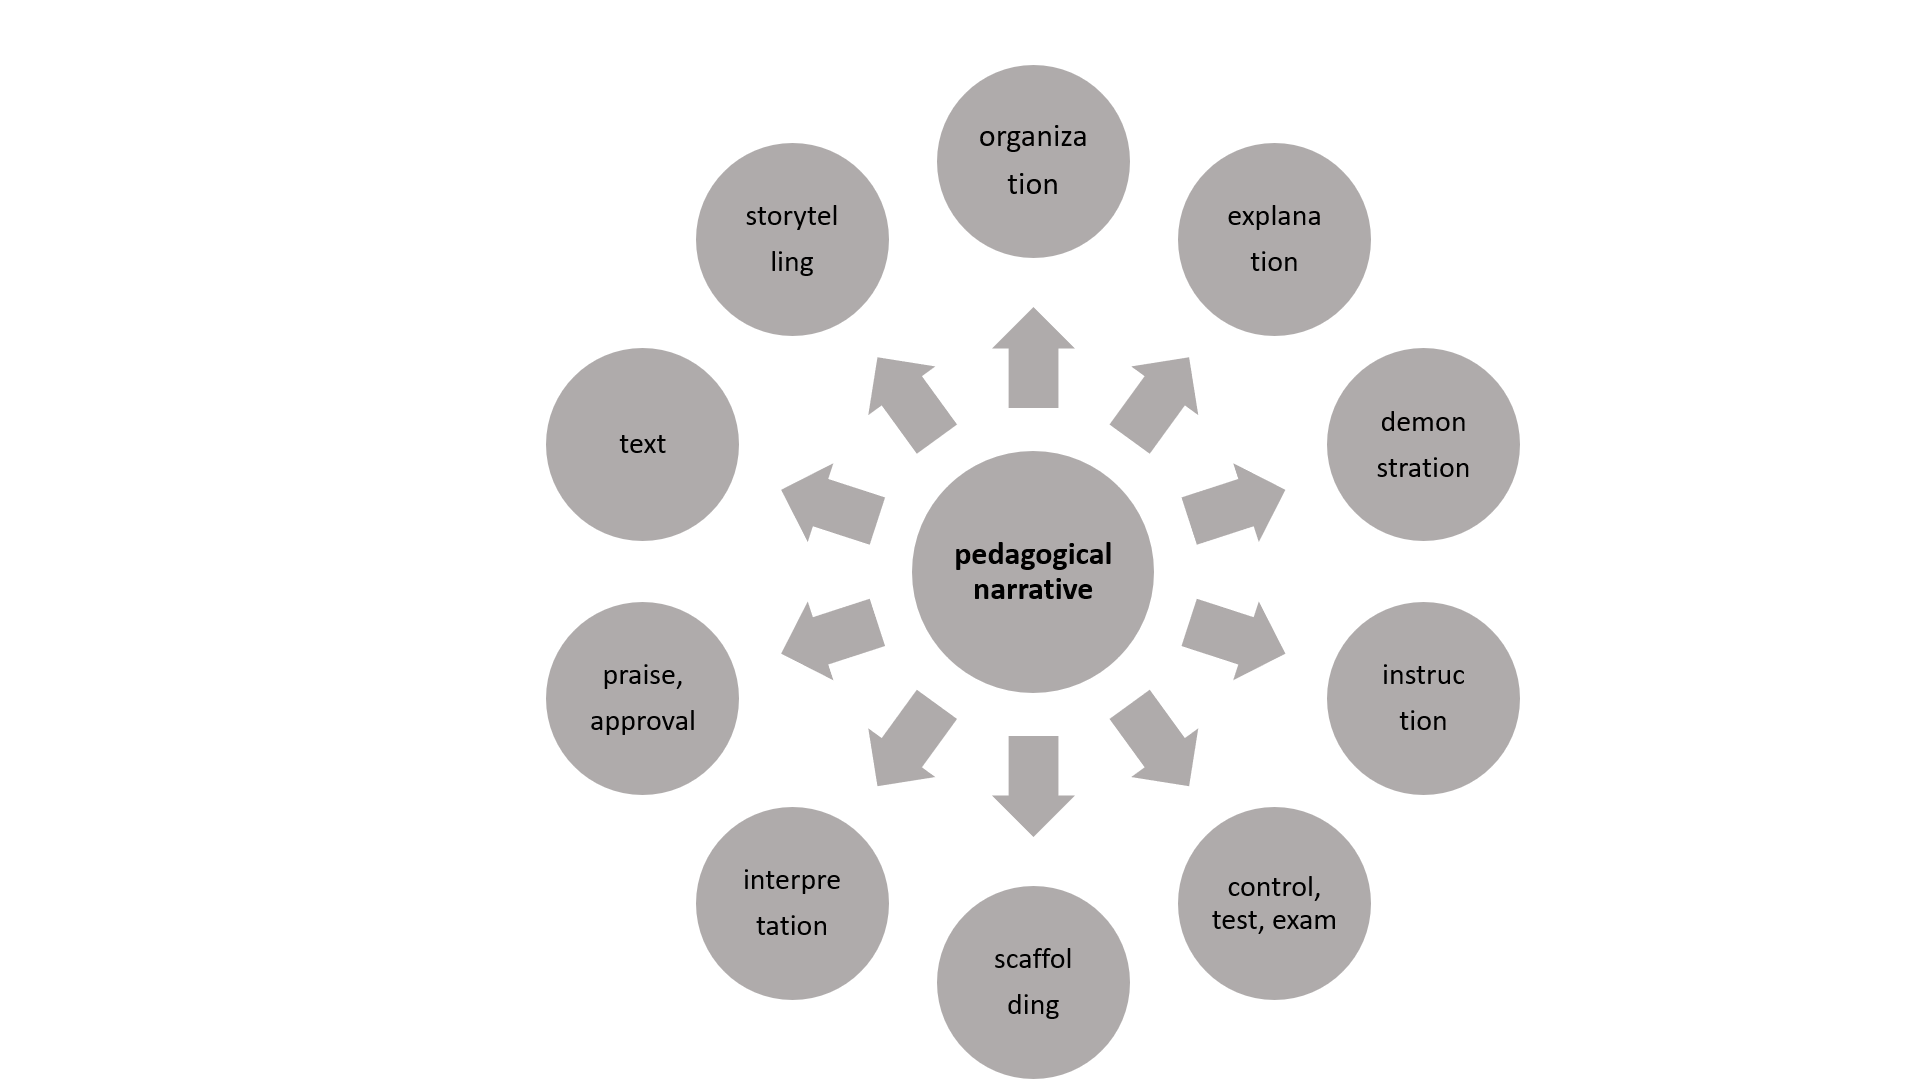 organiza
tion
explana
tion
demon
stration
instruc
tion
control,
test, exam
scaffol
ding
interpre
tation
praise,
approval
text
storytel
ling
pedagogical
narrative